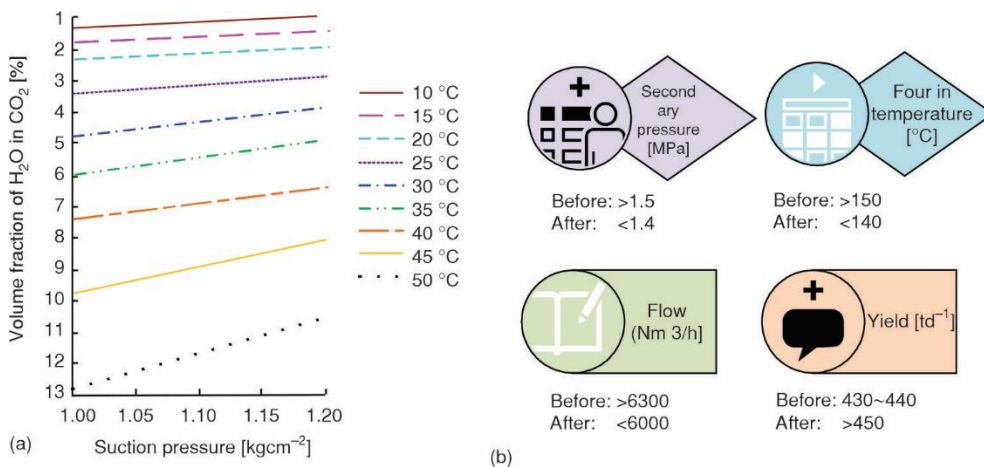 (a)
Volume fraction of H₂O in CO₂ [%]
1
2
3
4
5
6
7
8
9
10
11
12
13
1.00
1.05
1.10
1.15
1.20
Suction pressure [kgcm⁻²]
10 °C
15 °C
20 °C
25 °C
30 °C
35 °C
40 °C
45 °C
50 °C
(b)
Second
ary
pressure
[MPa]
Before: >1.5
After: <1.4
Four in
temperature
[°C]
Before: >150
After: <140
Flow
(Nm 3/h]
Before: >6300
After: <6000
Yield [td⁻¹]
Before: 430~440
After: >450